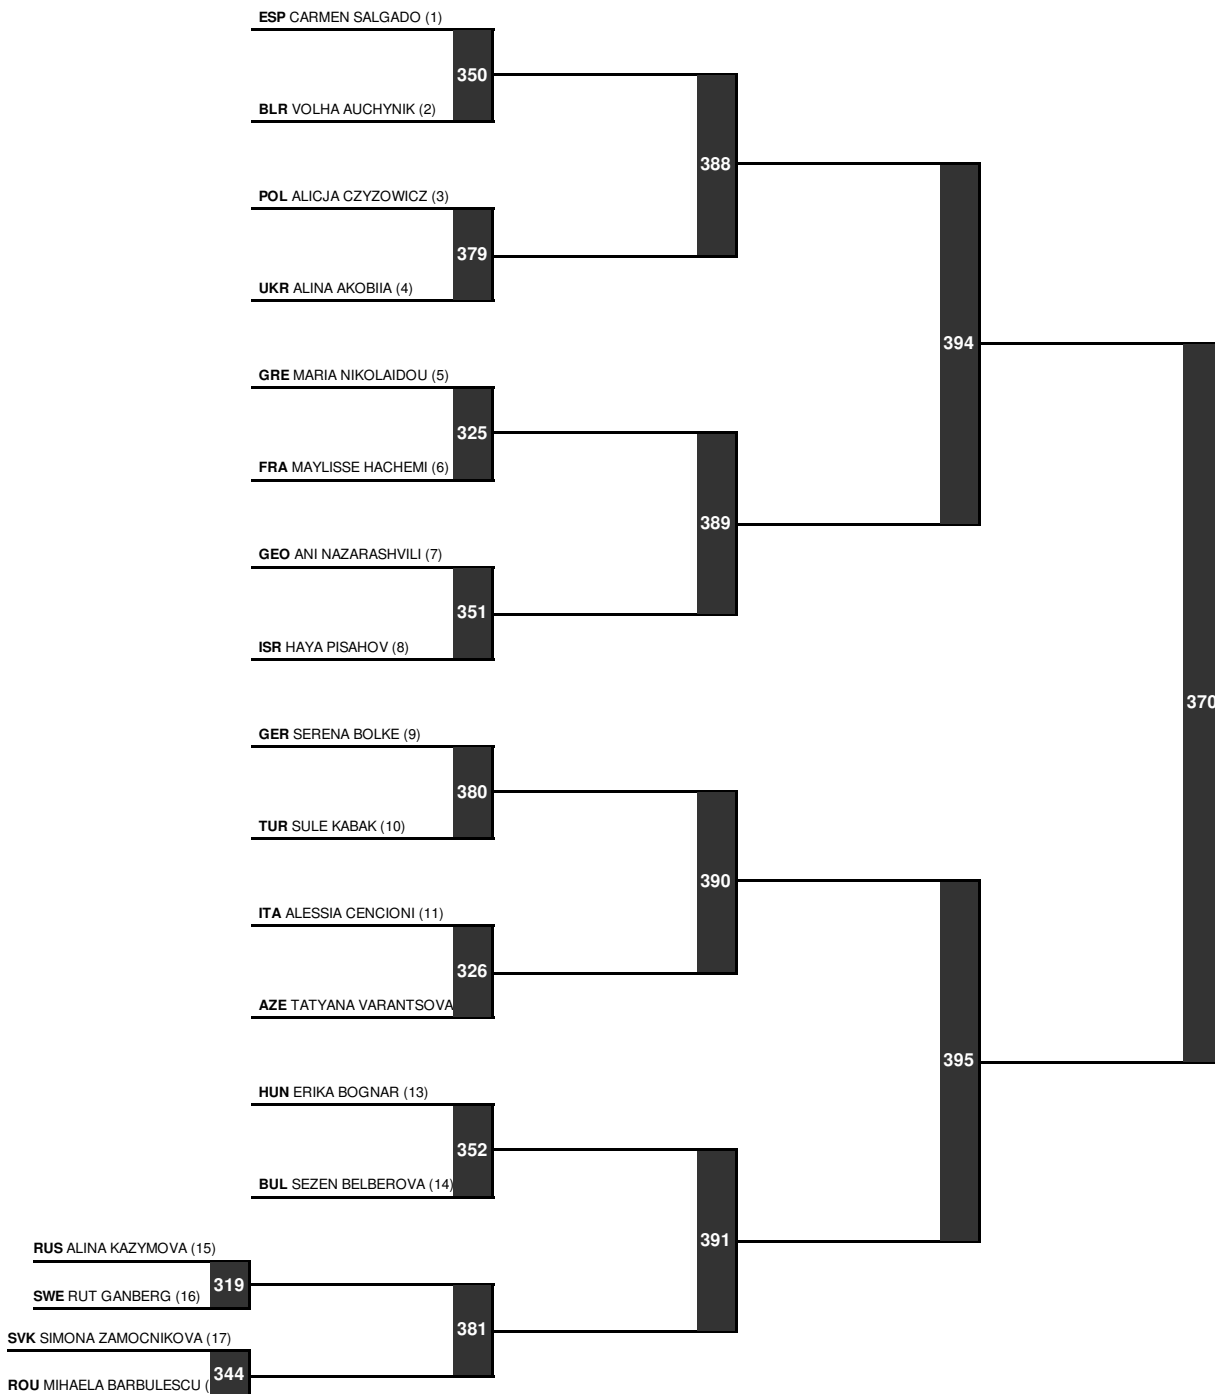 ESP CARMEN SALGADO (1)
350
BLR VOLHA AUCHYNIK (2)
388
POL ALICJA CZYZOWICZ (3)
379
UKR ALINA AKOBIIA (4)
394
GRE MARIA NIKOLAIDOU (5)
325
FRA MAYLISSE HACHEMI (6)
389
GEO ANI NAZARASHVILI (7)
351
ISR HAYA PISAHOV (8)
370
GER SERENA BOLKE (9)
380
TUR SULE KABAK (10)
390
ITA ALESSIA CENCIONI (11)
326
AZE TATYANA VARANTSOVA
395
HUN ERIKA BOGNAR (13)
352
BUL SEZEN BELBEROVA (14)
391
RUS ALINA KAZYMOVA (15)
319
SWE RUT GANBERG (16)
381
SVK SIMONA ZAMOCNIKOVA (17)
344
ROU MIHAELA BARBULESCU (